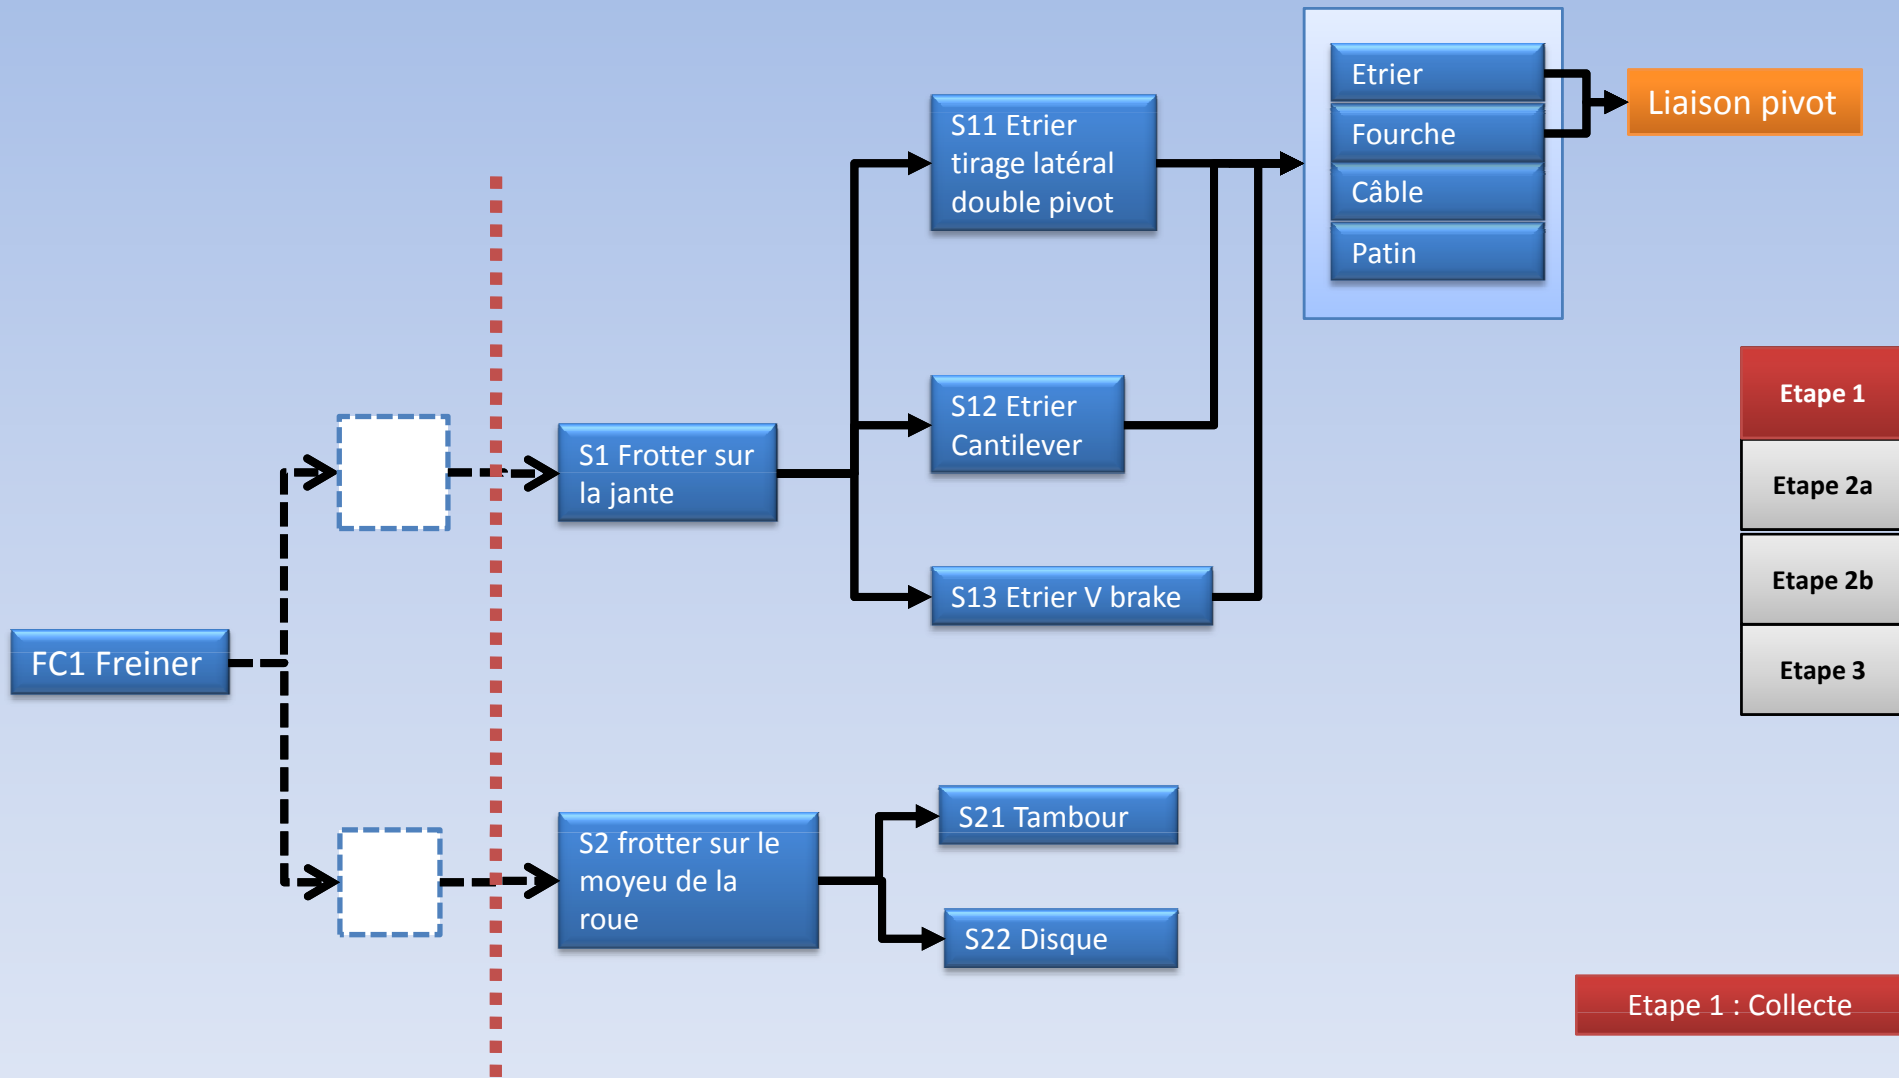 FC1 Freiner
S1 Frotter sur
la jante
S2 frotter sur le
moyeu de la
roue
S11 Etrier
tirage latéral
double pivot
S12 Etrier
Cantilever
S13 Etrier V brake
S21 Tambour
S22 Disque
Etrier
Fourche
Câble
Patin
Liaison pivot
Etape 1
Etape 2a
Etape 2b
Etape 3
Etape 1 : Collecte